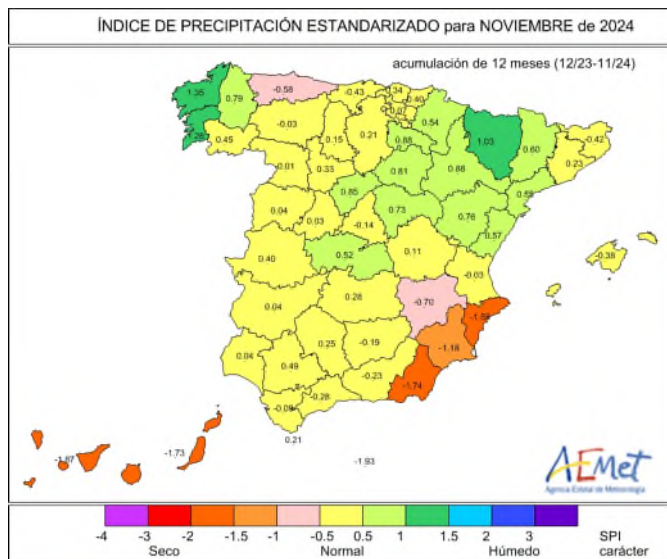 ÍNDICE DE PRECIPITACIÓN ESTANDARIZADO para NOVIEMBRE de 2024
acumulación de 12 meses (12/23-11/24)
1.35 0.79 -0.58 -0.43
0.45 -0.03 0.15 0.21 0.88 0.54 1.03 0.60 -0.42
0.23
-0.01 0.33 0.81 0.86
0.85
0.04 0.03 -0.14 0.73 0.76
0.57
0.40 0.52 0.11 -0.03 -0.38
0.04 0.28 -0.70
0.04 0.49 0.25 -0.19 -1.18
-0.23 -1.74
-0.28
0.21
-1.73 -1.93
AEMet
Agencia Estatal de Meteorología
-4 -3 -2 -1.5 -1 -0.5 0.5 1 1.5 2 3 SPI
Seco Normal Húmedo carácter